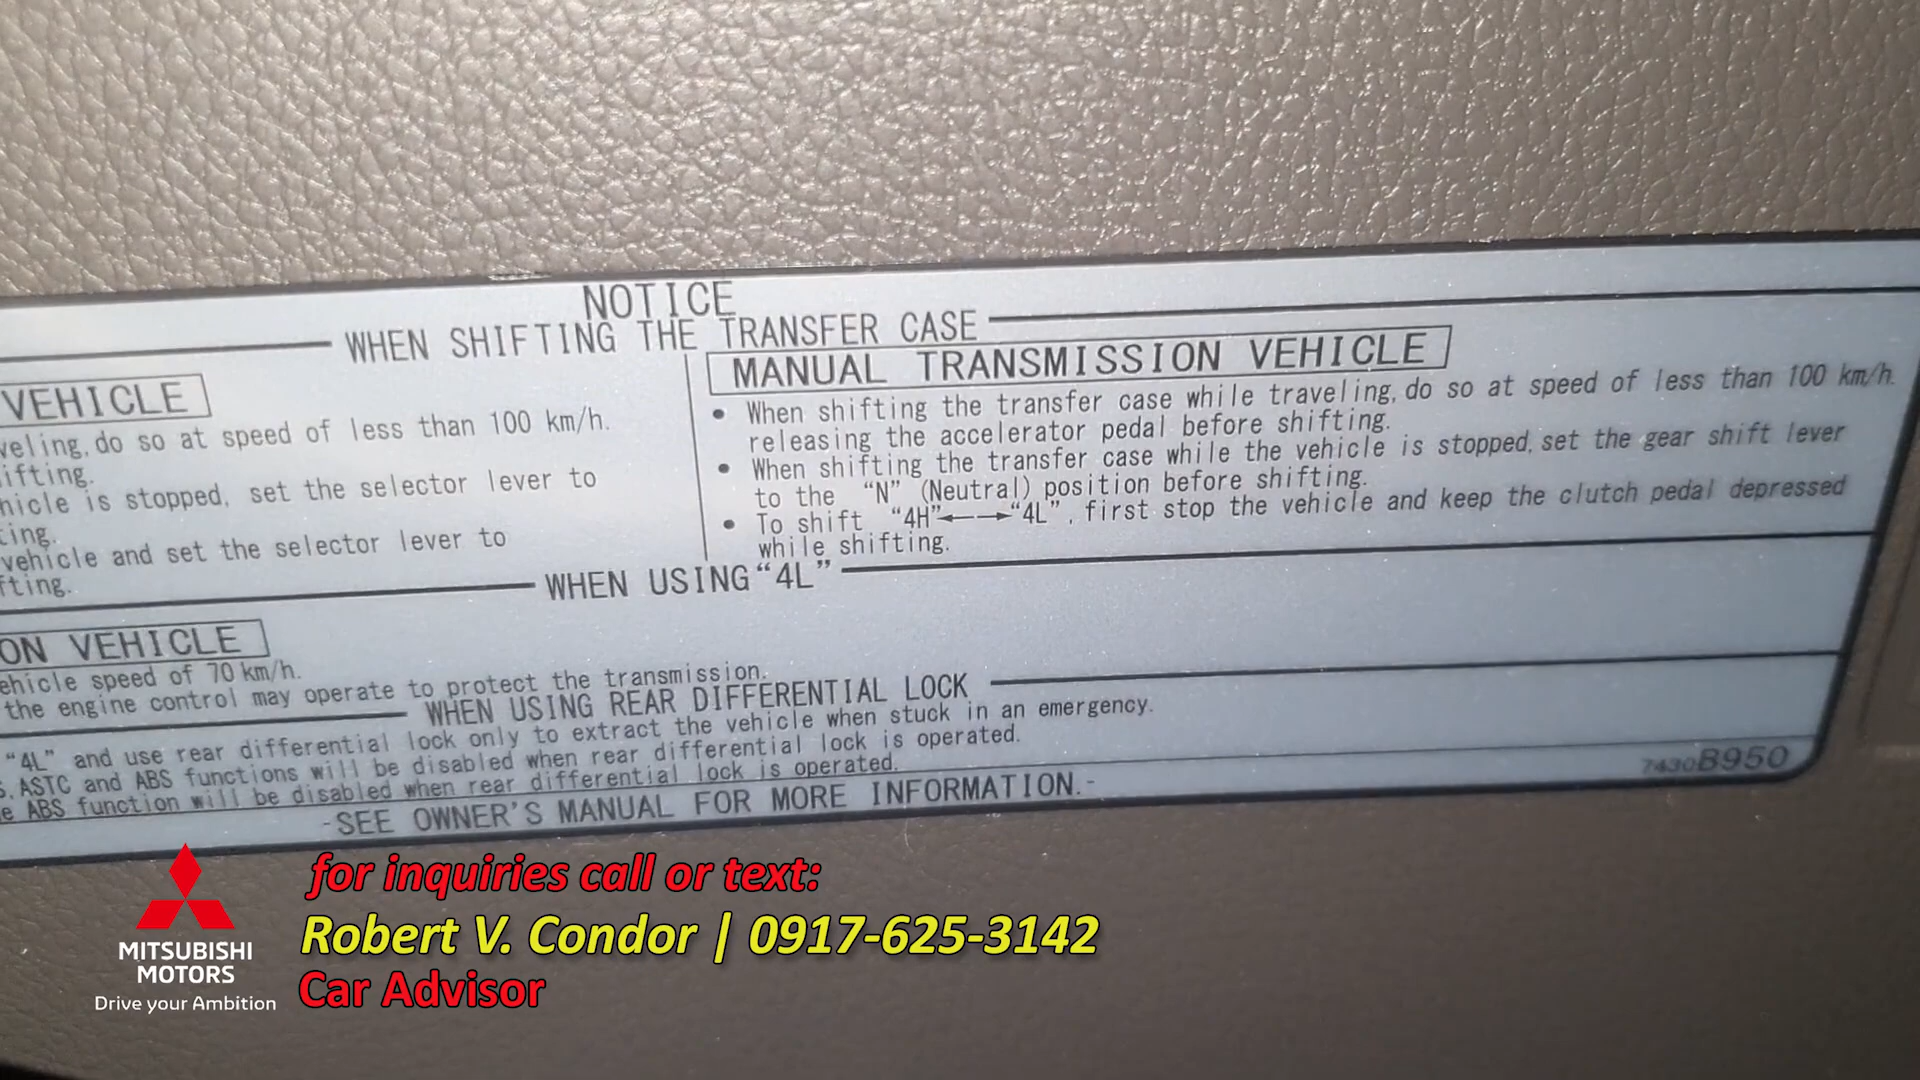 NOTICE
WHEN SHIFTING THE TRANSFER CASE
VEHICLE
veling, do so at speed of less than 100 km/h.
ifting.
hicle is stopped, set the selector lever to
ting.
vehicle and set the selector lever to
fting.
MANUAL TRANSMISSION VEHICLE
• When shifting the transfer case while traveling, do so at speed of less than 100 km/h.
releasing the accelerator pedal before shifting.
• When shifting the transfer case while the vehicle is stopped, set the gear shift lever
to the “N” (Neutral) position before shifting.
• To shift “4H”←→“4L”, first stop the vehicle and keep the clutch pedal depressed
while shifting.
WHEN USING “4L”
ON VEHICLE
ehicle speed of 70 km/h.
the engine control may operate to protect the transmission.
WHEN USING REAR DIFFERENTIAL LOCK
“4L” and use rear differential lock only to extract the vehicle when stuck in an emergency.
s, ASTC and ABS functions will be disabled when rear differential lock is operated.
e ABS function will be disabled when rear differential lock is operated.
-SEE OWNER'S MANUAL FOR MORE INFORMATION.-
7430B950
for inquiries call or text:
Robert V. Condor | 0917-625-3142
Car Advisor
MITSUBISHI
MOTORS
Drive your Ambition